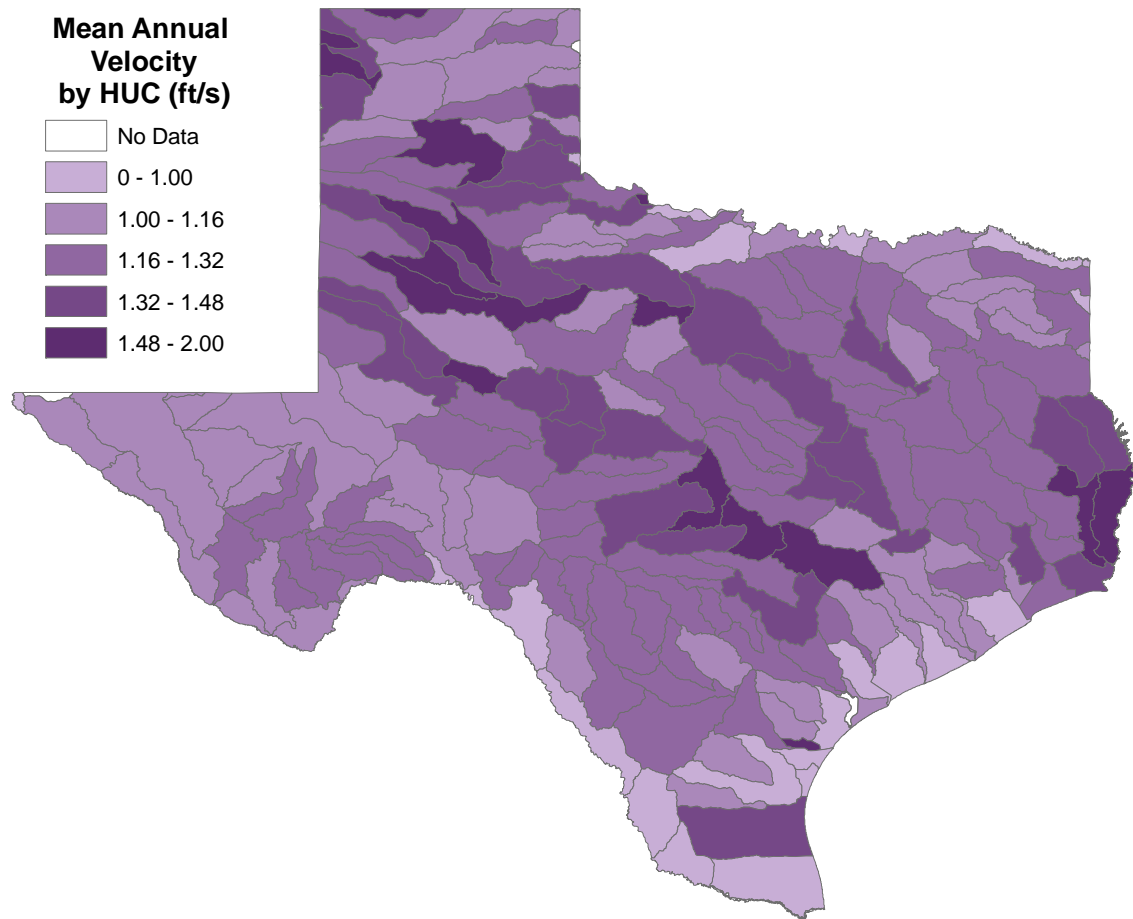 Mean Annual
Velocity
by HUC (ft/s)
No Data
0 - 1.00
1.00 - 1.16
1.16 - 1.32
1.32 - 1.48
1.48 - 2.00